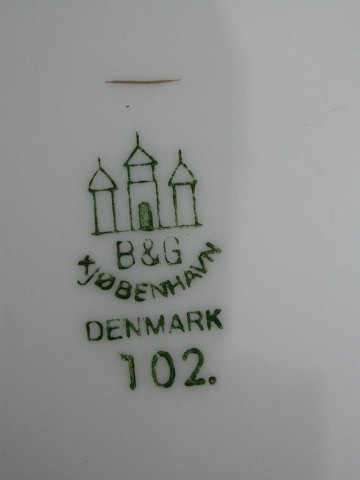 B&G
KJØBENHAVN
DENMARK
102.